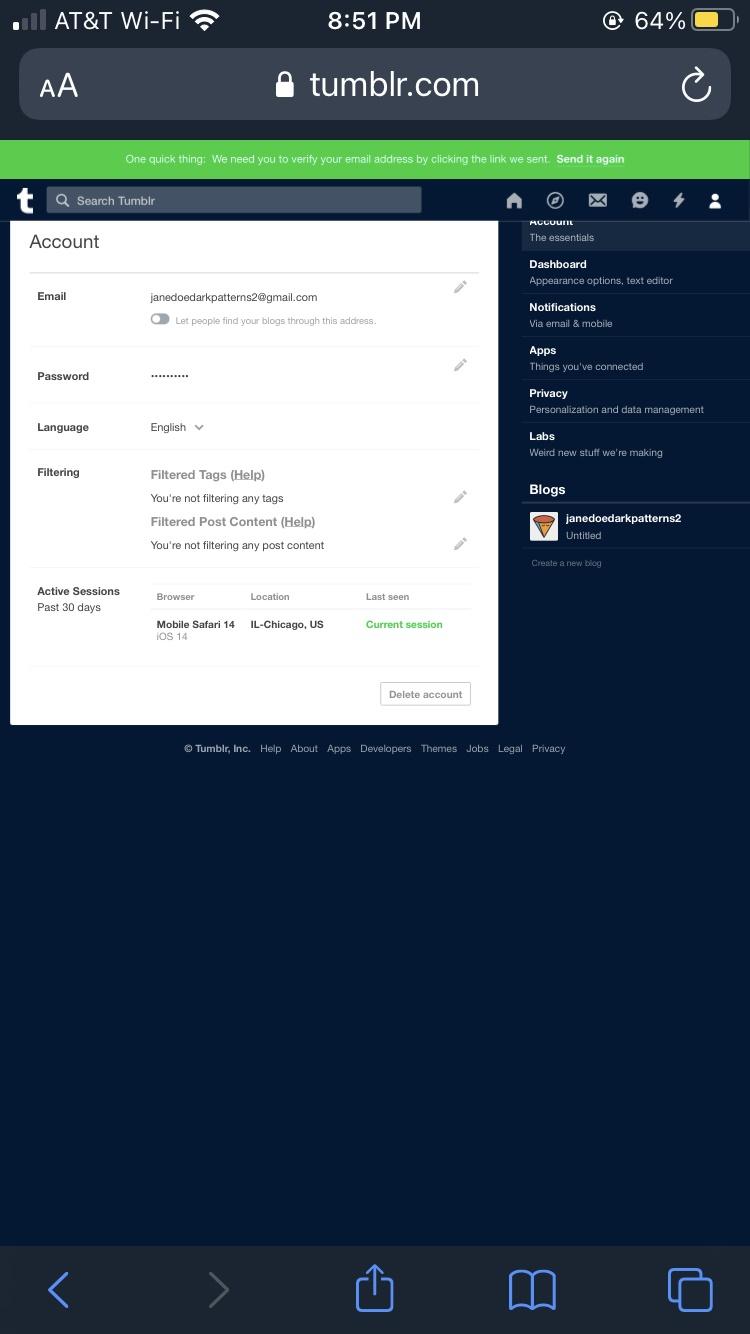 AT&T Wi-Fi 8:51 PM 64%
AA tumblr.com
One quick thing: We need you to verify your email address by clicking the link we sent. Send it again
t Search Tumblr
Account
Email janedoedarkpatterns2@gmail.com
Let people find your blogs through this address.
Password ••••••••••
Language English
Filtering Filtered Tags (Help)
You're not filtering any tags
Filtered Post Content (Help)
You're not filtering any post content
Active Sessions
Past 30 days
Browser Location Last seen
Mobile Safari 14 IL-Chicago, US Current session
iOS 14
Delete account
Account
The essentials
Dashboard
Appearance options, text editor
Notifications
Via email & mobile
Apps
Things you've connected
Privacy
Personalization and data management
Labs
Weird new stuff we're making
Blogs
janedoedarkpatterns2
Untitled
Create a new blog
© Tumblr, Inc. Help About Apps Developers Themes Jobs Legal Privacy